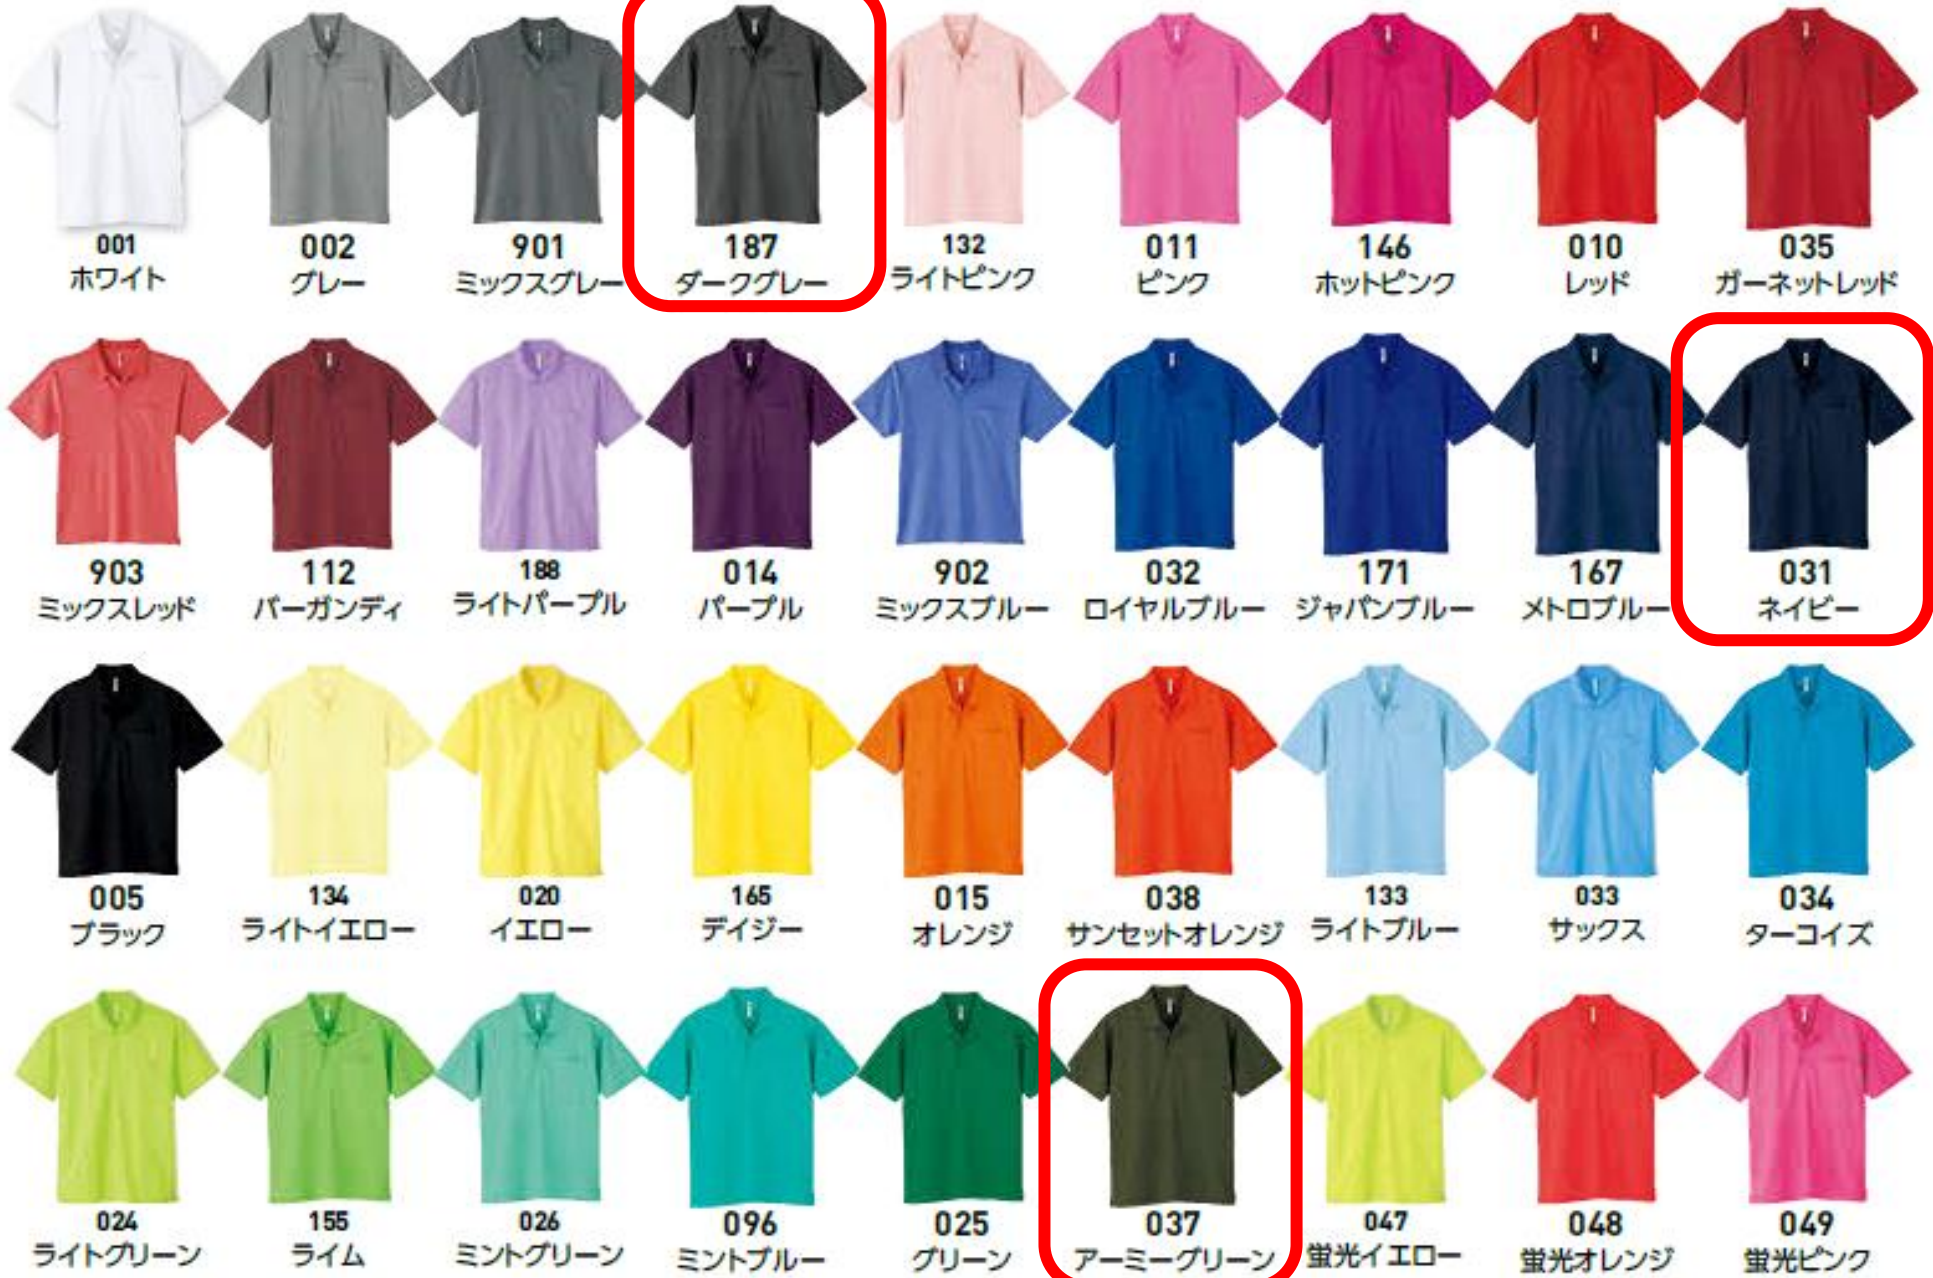 001 002 901 187 132 011 146 010 035
ホワイト グレー ミックスグレー ダークグレー ライトピンク ピンク ホットピンク レッド ガーネットレッド
903 112 188 014 902 032 171 167 031
ミックスレッド バーガンディ ライトパープル パープル ミックスブルー ロイヤルブルー ジャパンブルー メトロブルー ネイビー
005 134 020 165 015 038 133 033 034
ブラック ライトイエロー イエロー デイジー オレンジ サンセットオレンジ ライトブルー サックス ターコイズ
024 155 026 096 025 037 047 048 049
ライトグリーン ライム ミントグリーン ミントブルー グリーン アーミーグリーン 蛍光イエロー 蛍光オレンジ 蛍光ピンク